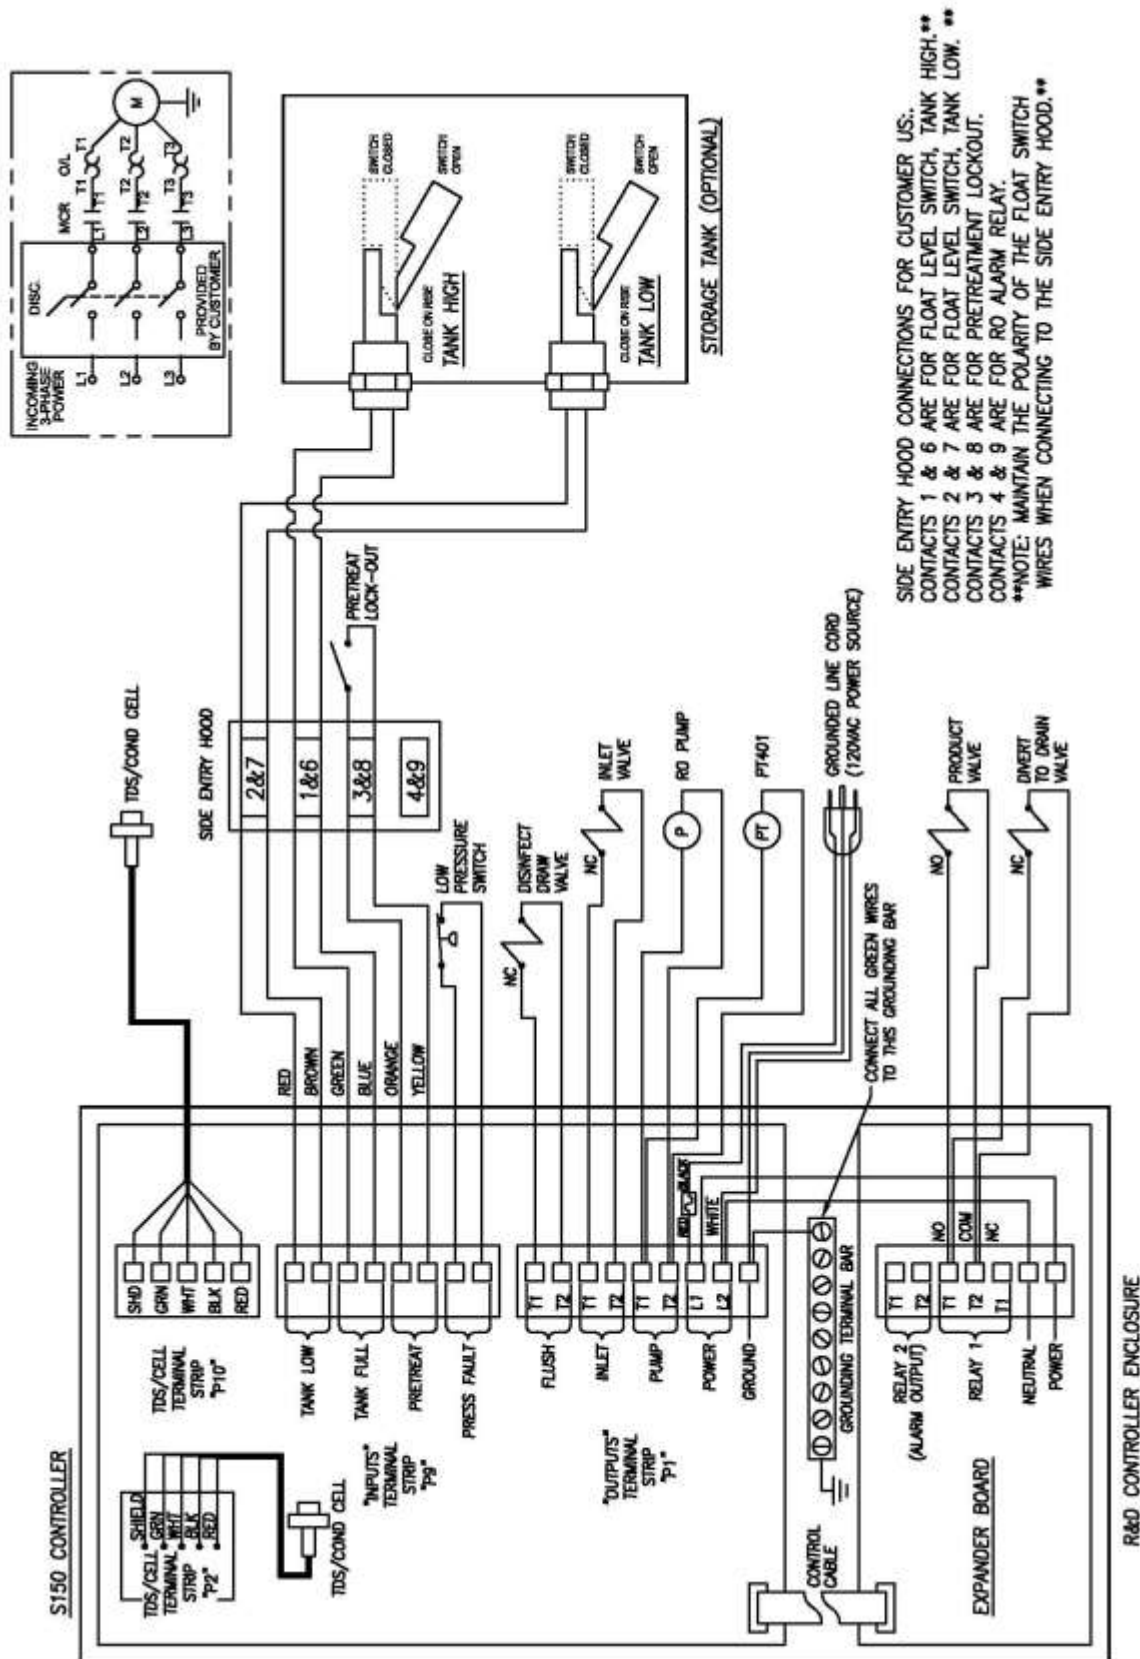 S150 CONTROLLER
TDS/CELL
TERMINAL
STRIP
"P2"
SHIELD
GRN
WHT
BLK
RED
TDS/COND CELL
TDS/CELL
TERMINAL
STRIP
"P10"
SHD
GRN
WHT
BLK
RED
TDS/COND CELL
"INPUTS"
TERMINAL
STRIP
"P9"
TANK LOW
TANK FULL
PRETREAT
PRESS FAULT
RED
BROWN
GREEN
BLUE
ORANGE
YELLOW
SIDE ENTRY HOOD
2&7
1&6
3&8
4&9
PRETREAT
LOCK-OUT
LOW
PRESSURE
SWITCH
"OUTPUTS"
TERMINAL
STRIP
"P1"
FLUSH
INLET
PUMP
POWER
GROUND
T1
T2
T1
T2
T1
T2
L1
L2
RED
BLACK
WHITE
NC
DISINFECT
DRAW
VALVE
NC
INLET
VALVE
P
RO PUMP
PT
PT401
GROUNDED LINE CORD
(120VAC POWER SOURCE)
CONNECT ALL GREEN WIRES
TO THIS GROUNDING BAR
GROUNDING TERMINAL BAR
CONTROL
CABLE
EXPANDER BOARD
RELAY 2
(ALARM OUTPUT)
RELAY 1
NEUTRAL
POWER
T1
T2
T1
T2
T1
NO
COM
NC
NO
PRODUCT
VALVE
NC
DIVERT
TO DRAIN
VALVE
R&D CONTROLLER ENCLOSURE
INCOMING
3-PHASE
POWER
L1
L2
L3
DISC.
PROVIDED
BY CUSTOMER
MCR
O/L
L1
T1
T1
T1
L2
T2
T2
T2
L3
T3
T3
T3
M
CLOSE ON RISE
TANK HIGH
SWITCH
CLOSED
SWITCH
OPEN
CLOSE ON RISE
TANK LOW
SWITCH
CLOSED
SWITCH
OPEN
STORAGE TANK (OPTIONAL)
SIDE ENTRY HOOD CONNECTIONS FOR CUSTOMER US:.
CONTACTS 1 & 6 ARE FOR FLOAT LEVEL SWITCH, TANK HIGH.**
CONTACTS 2 & 7 ARE FOR FLOAT LEVEL SWITCH, TANK LOW. **
CONTACTS 3 & 8 ARE FOR PRETREATMENT LOCKOUT.
CONTACTS 4 & 9 ARE FOR RO ALARM RELAY.
**NOTE: MAINTAIN THE POLARITY OF THE FLOAT SWITCH
WIRES WHEN CONNECTING TO THE SIDE ENTRY HOOD.**